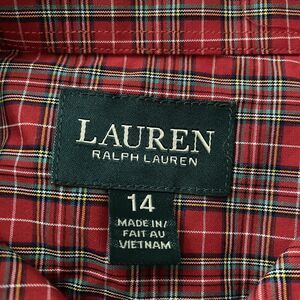 LAUREN
RALPH LAUREN
14
MADE IN/
FAIT AU
VIETNAM